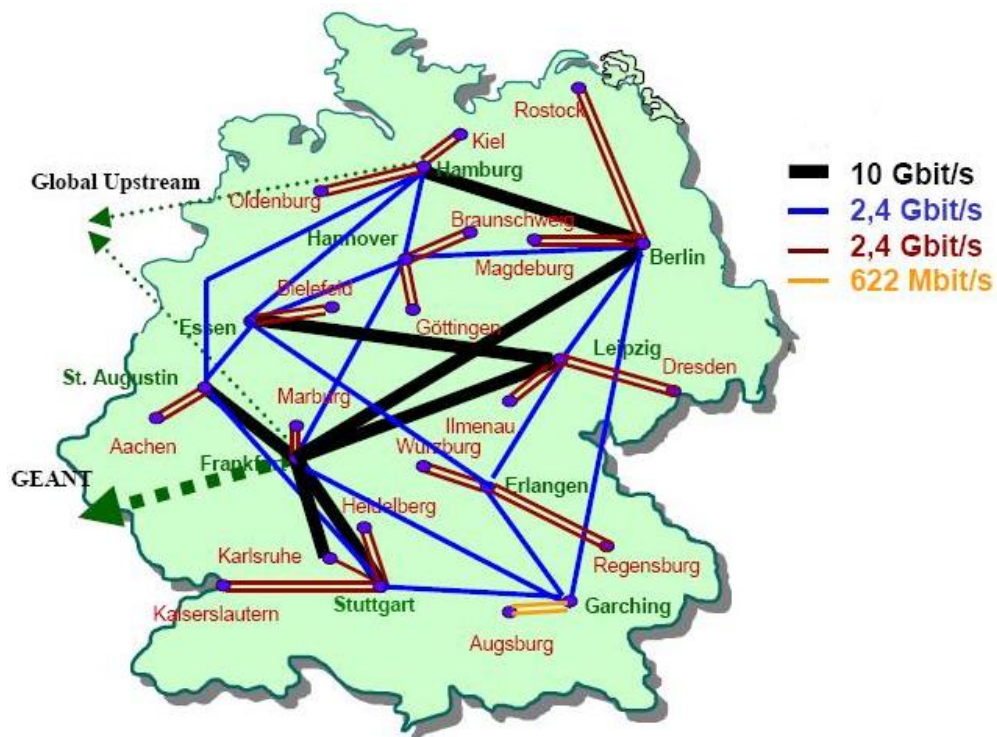 Rostock
Kiel
Hamburg
Global Upstream
Oldenburg
Braunschweig
Hannover
Berlin
Magdeburg
Bielefeld
Essen
Göttingen
Leipzig
St. Augustin
Dresden
Marburg
Aachen
Ilmenau
Würzburg
Frankfurt
GEANT
Erlangen
Heidelberg
Karlsruhe
Regensburg
Kaiserslautern
Stuttgart
Garching
Augsburg
10 Gbit/s
2,4 Gbit/s
2,4 Gbit/s
622 Mbit/s